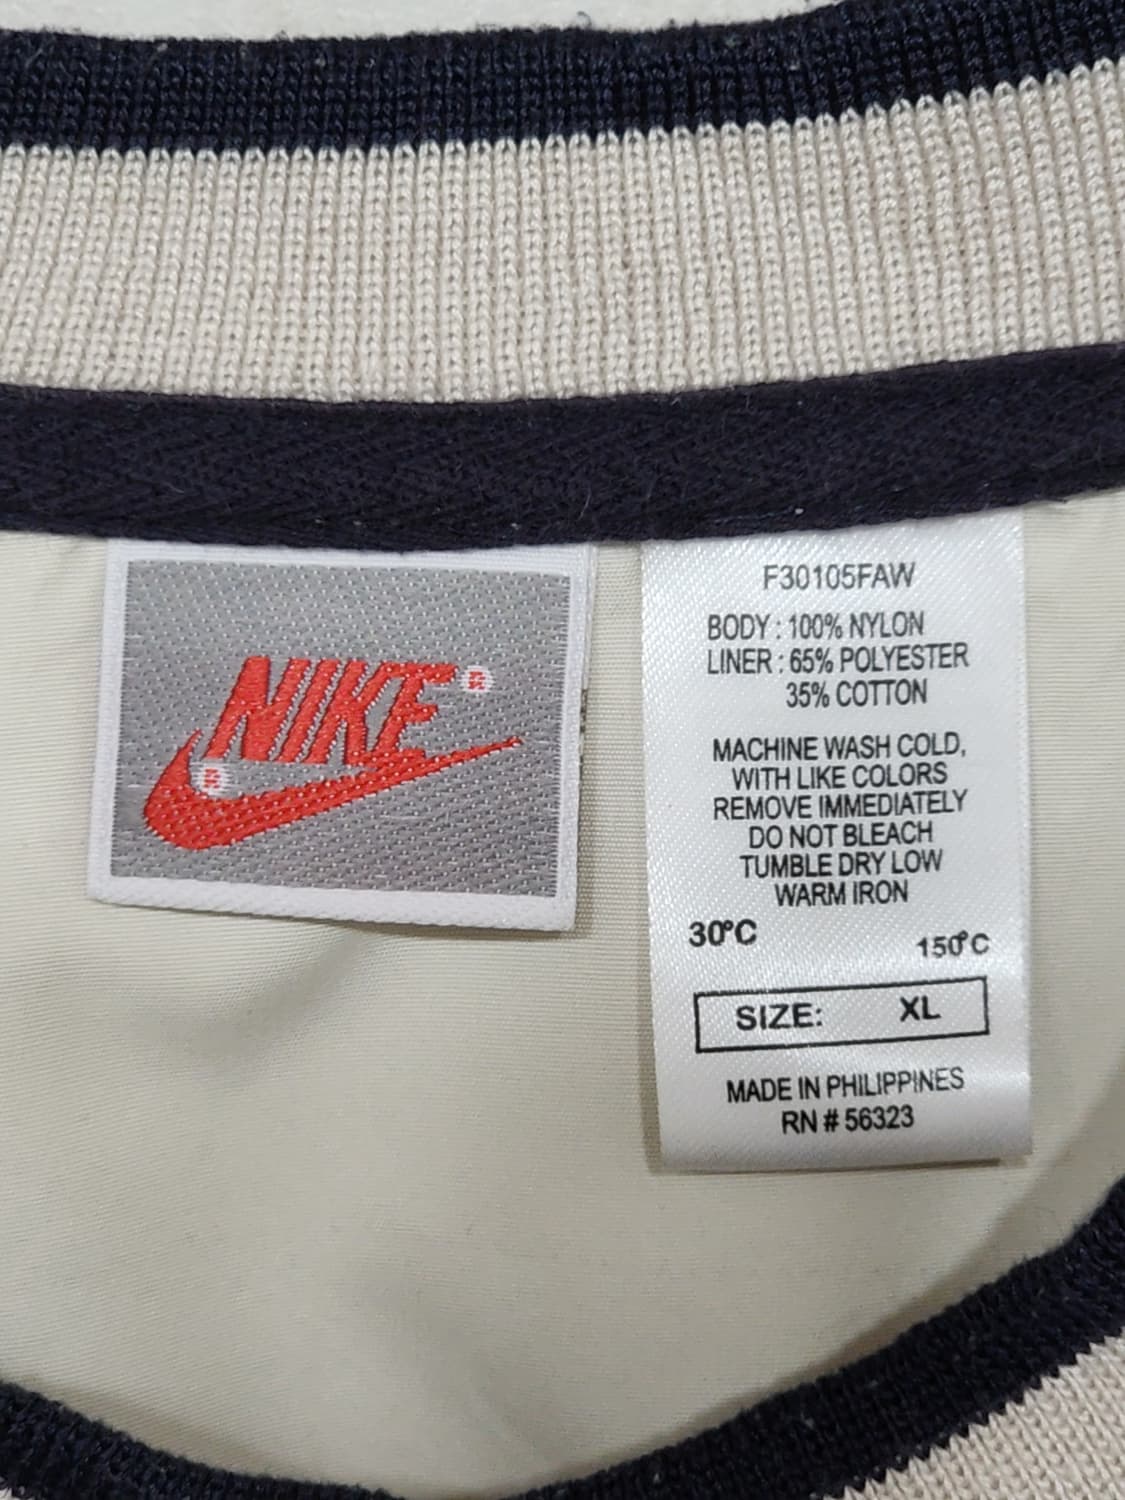 NIKE®
®
F30105FAW
BODY : 100% NYLON
LINER : 65% POLYESTER
35% COTTON
MACHINE WASH COLD,
WITH LIKE COLORS
REMOVE IMMEDIATELY
DO NOT BLEACH
TUMBLE DRY LOW
WARM IRON
30°C
150°C
SIZE: XL
MADE IN PHILIPPINES
RN # 56323